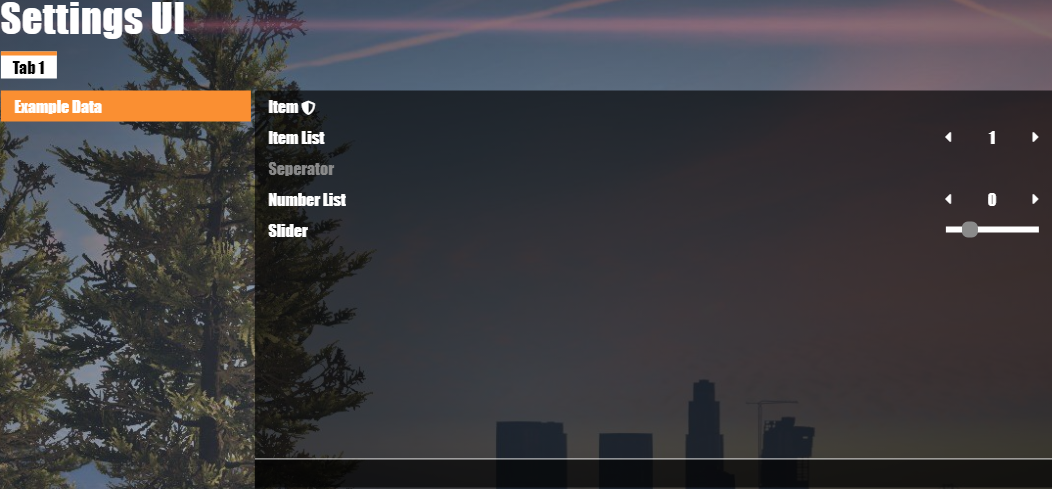 Settings UI
Tab 1
Example Data
Item
Item List 1
Seperator
Number List 0
Slider